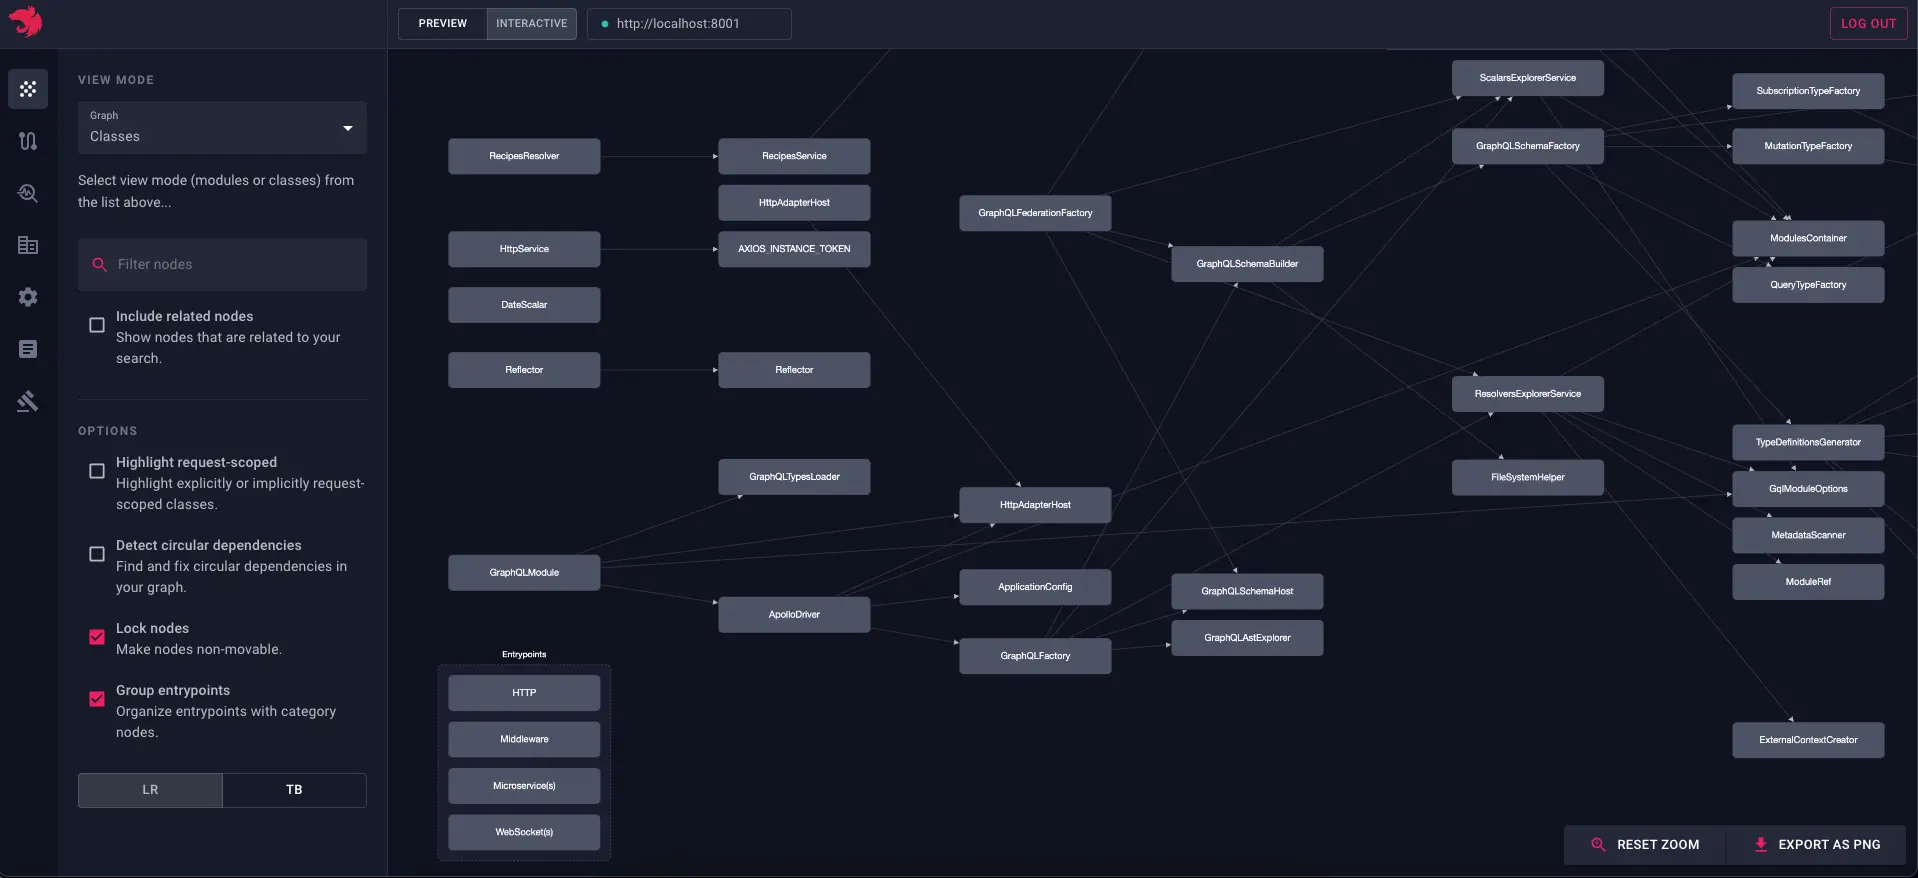 PREVIEW
INTERACTIVE
http://localhost:8001
LOG OUT
VIEW MODE
Graph
Classes
Select view mode (modules or classes) from
the list above...
Filter nodes
Include related nodes
Show nodes that are related to your
search.
OPTIONS
Highlight request-scoped
Highlight explicitly or implicitly request-
scoped classes.
Detect circular dependencies
Find and fix circular dependencies in
your graph.
Lock nodes
Make nodes non-movable.
Group entrypoints
Organize entrypoints with category
nodes.
LR
TB
RecipesResolver
HttpService
DateScalar
Reflector
GraphQLModule
Entrypoints
HTTP
Middleware
Microservice(s)
WebSocket(s)
RecipesService
HttpAdapterHost
AXIOS_INSTANCE_TOKEN
Reflector
GraphQLTypesLoader
ApolloDriver
GraphQLFederationFactory
HttpAdapterHost
ApplicationConfig
GraphQLFactory
GraphQLSchemaBuilder
GraphQLSchemaHost
GraphQLAstExplorer
ScalarsExplorerService
GraphQLSchemaFactory
ResolversExplorerService
FileSystemHelper
SubscriptionTypeFactory
MutationTypeFactory
ModulesContainer
QueryTypeFactory
TypeDefinitionsGenerator
GqlModuleOptions
MetadataScanner
ModuleRef
ExternalContextCreator
RESET ZOOM
EXPORT AS PNG